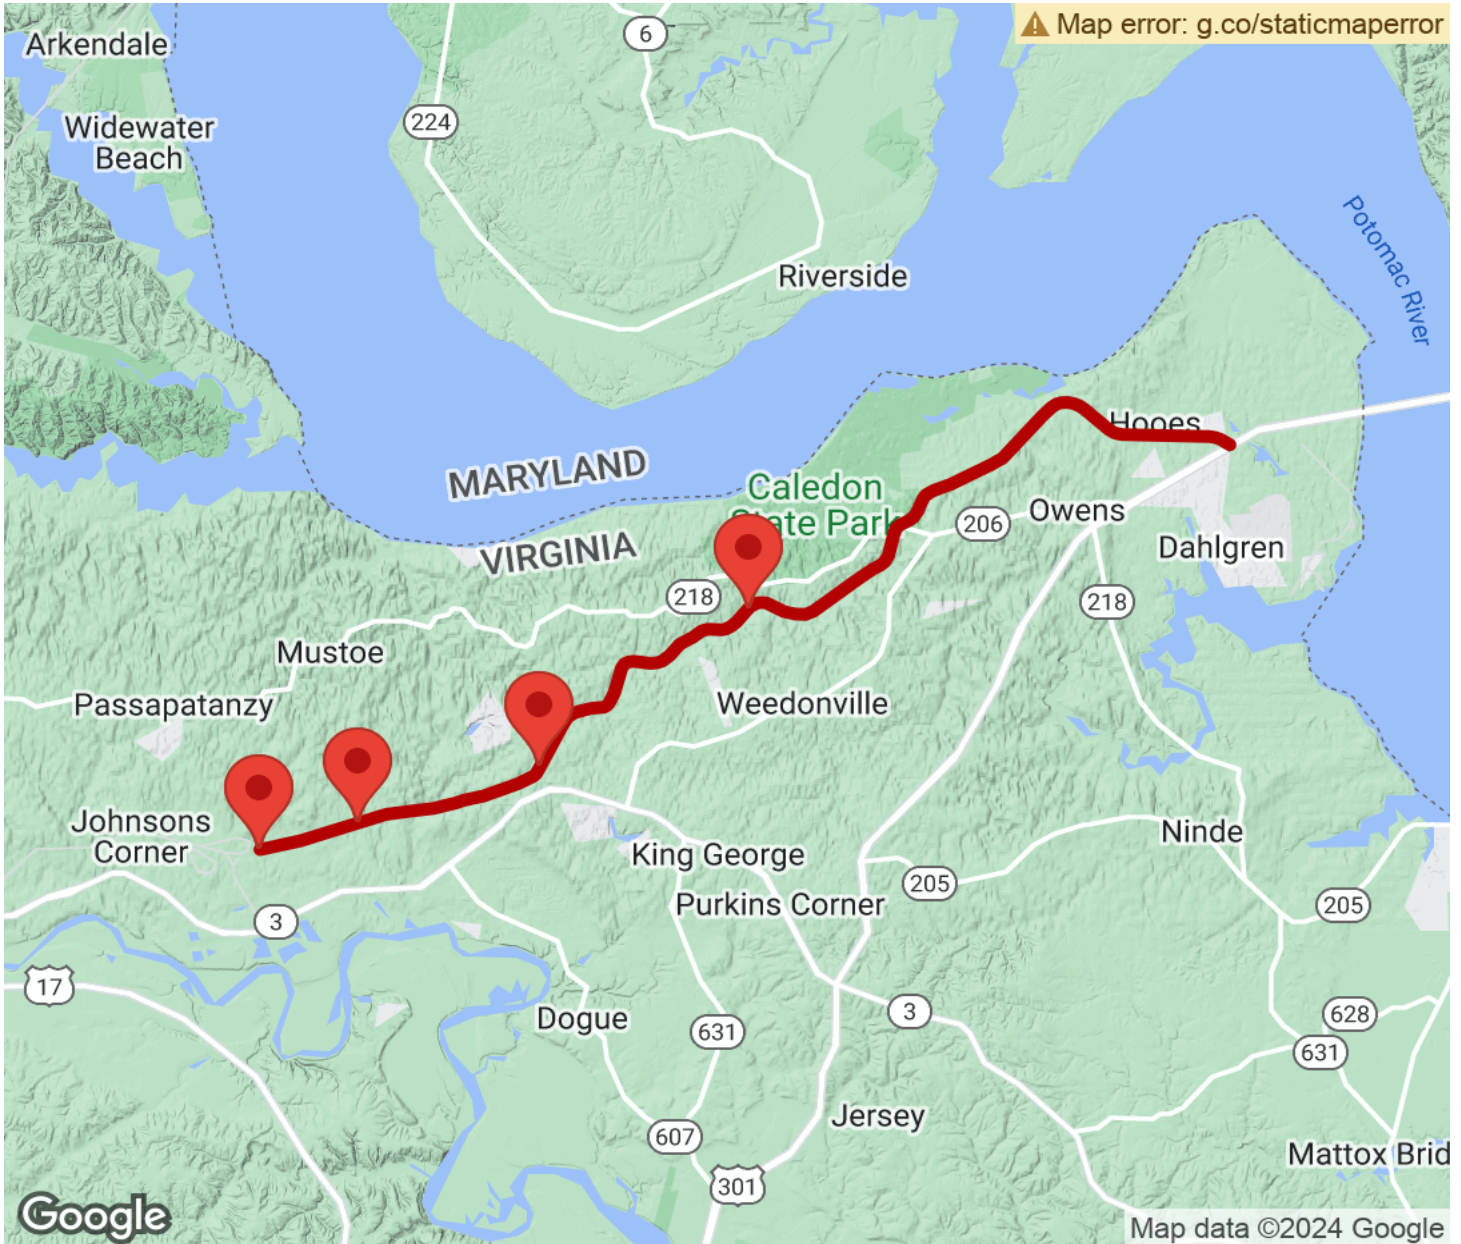 Arkendale
6
Map error: g.co/staticmaperror
224
Widewater
Beach
Potomac River
Riverside
Hooes
MARYLAND
Caledon
State Park
206
Owens
VIRGINIA
Dahlgren
218
218
Mustoe
Passapatanzy
Weedonville
Johnsons
Corner
Ninde
King George
205
Purkins Corner
205
3
17
Dogue
3
628
631
631
Jersey
607
Mattox Brid
301
Google
Map data ©2024 Google